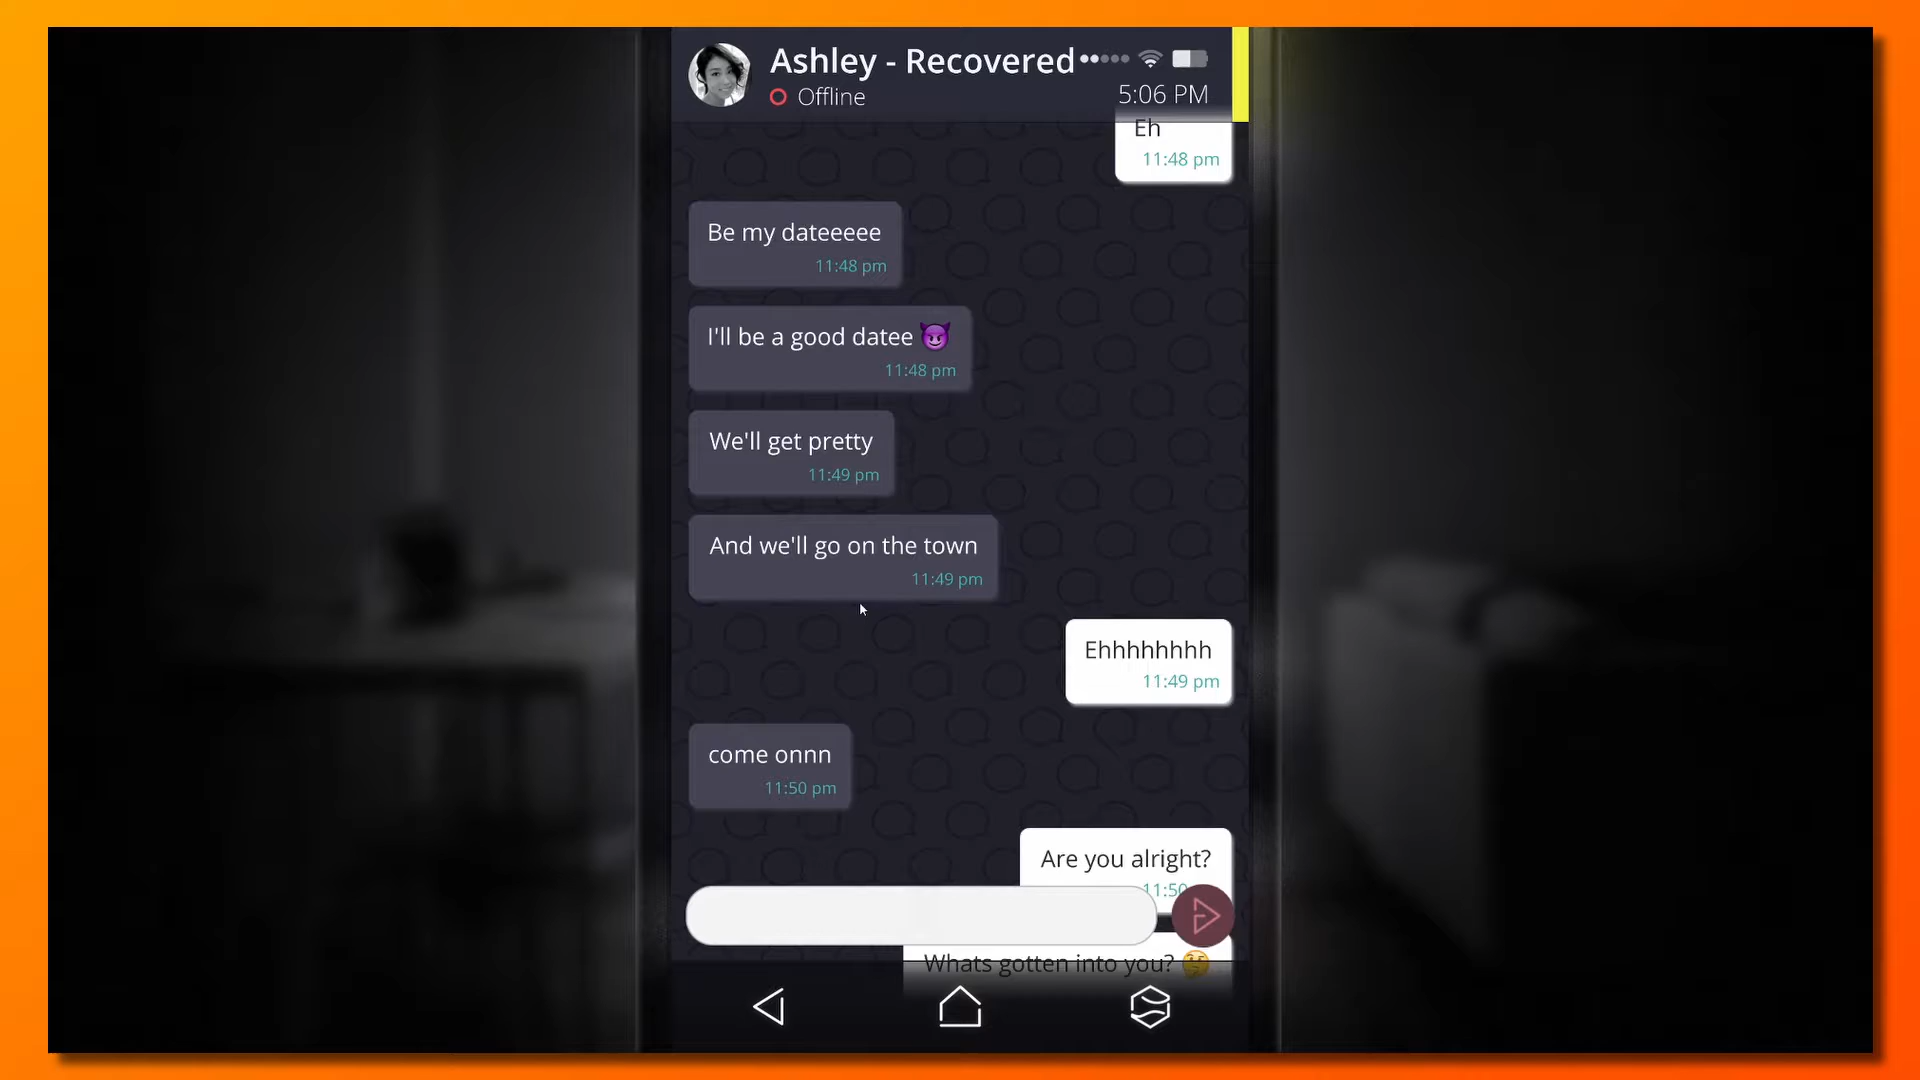 Ashley - Recovered
Offline
5:06 PM
Eh
11:48 pm
Be my dateeeee
11:48 pm
I'll be a good datee 😈
11:48 pm
We'll get pretty
11:49 pm
And we'll go on the town
11:49 pm
Ehhhhhhhh
11:49 pm
come onnn
11:50 pm
Are you alright?
11:50
Whats gotten into you? 🤔